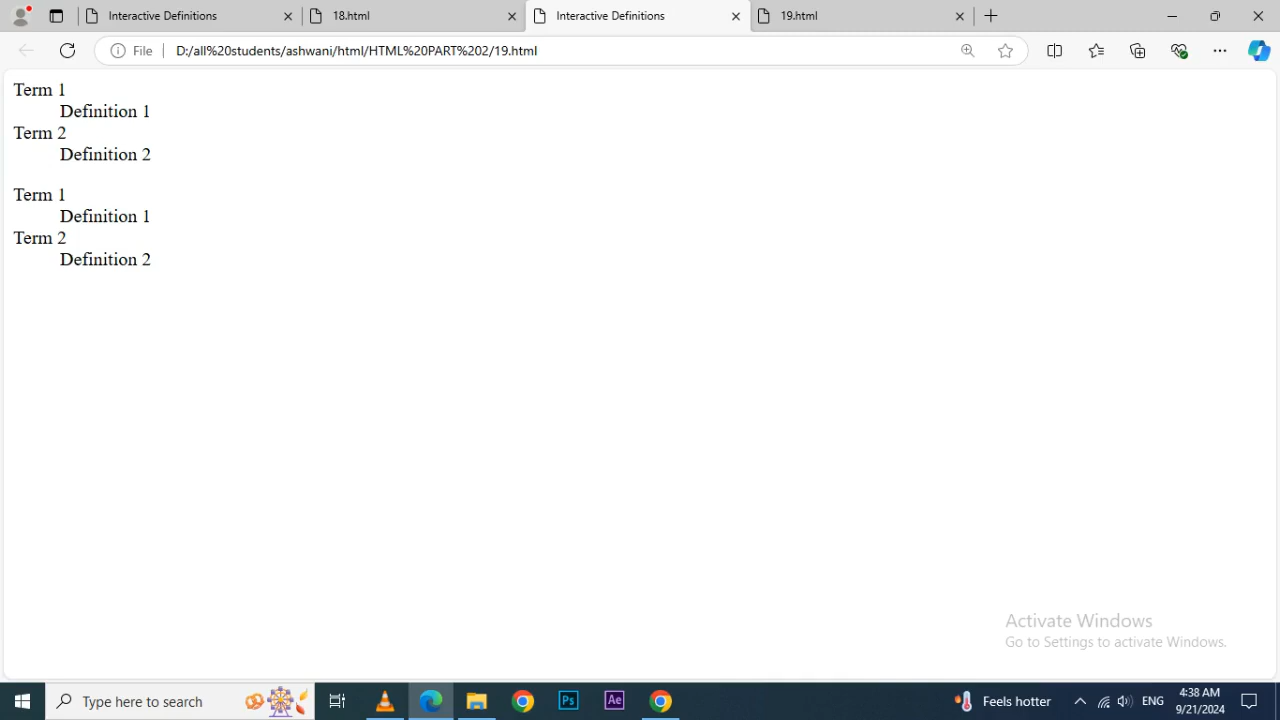 Interactive Definitions
18.html
Interactive Definitions
19.html
File
D:/all%20students/ashwani/html/HTML%20PART%202/19.html
Term 1
Definition 1
Term 2
Definition 2
Term 1
Definition 1
Term 2
Definition 2
Activate Windows
Go to Settings to activate Windows.
Type here to search
Ps
Ae
Feels hotter
ENG
4:38 AM
9/21/2024